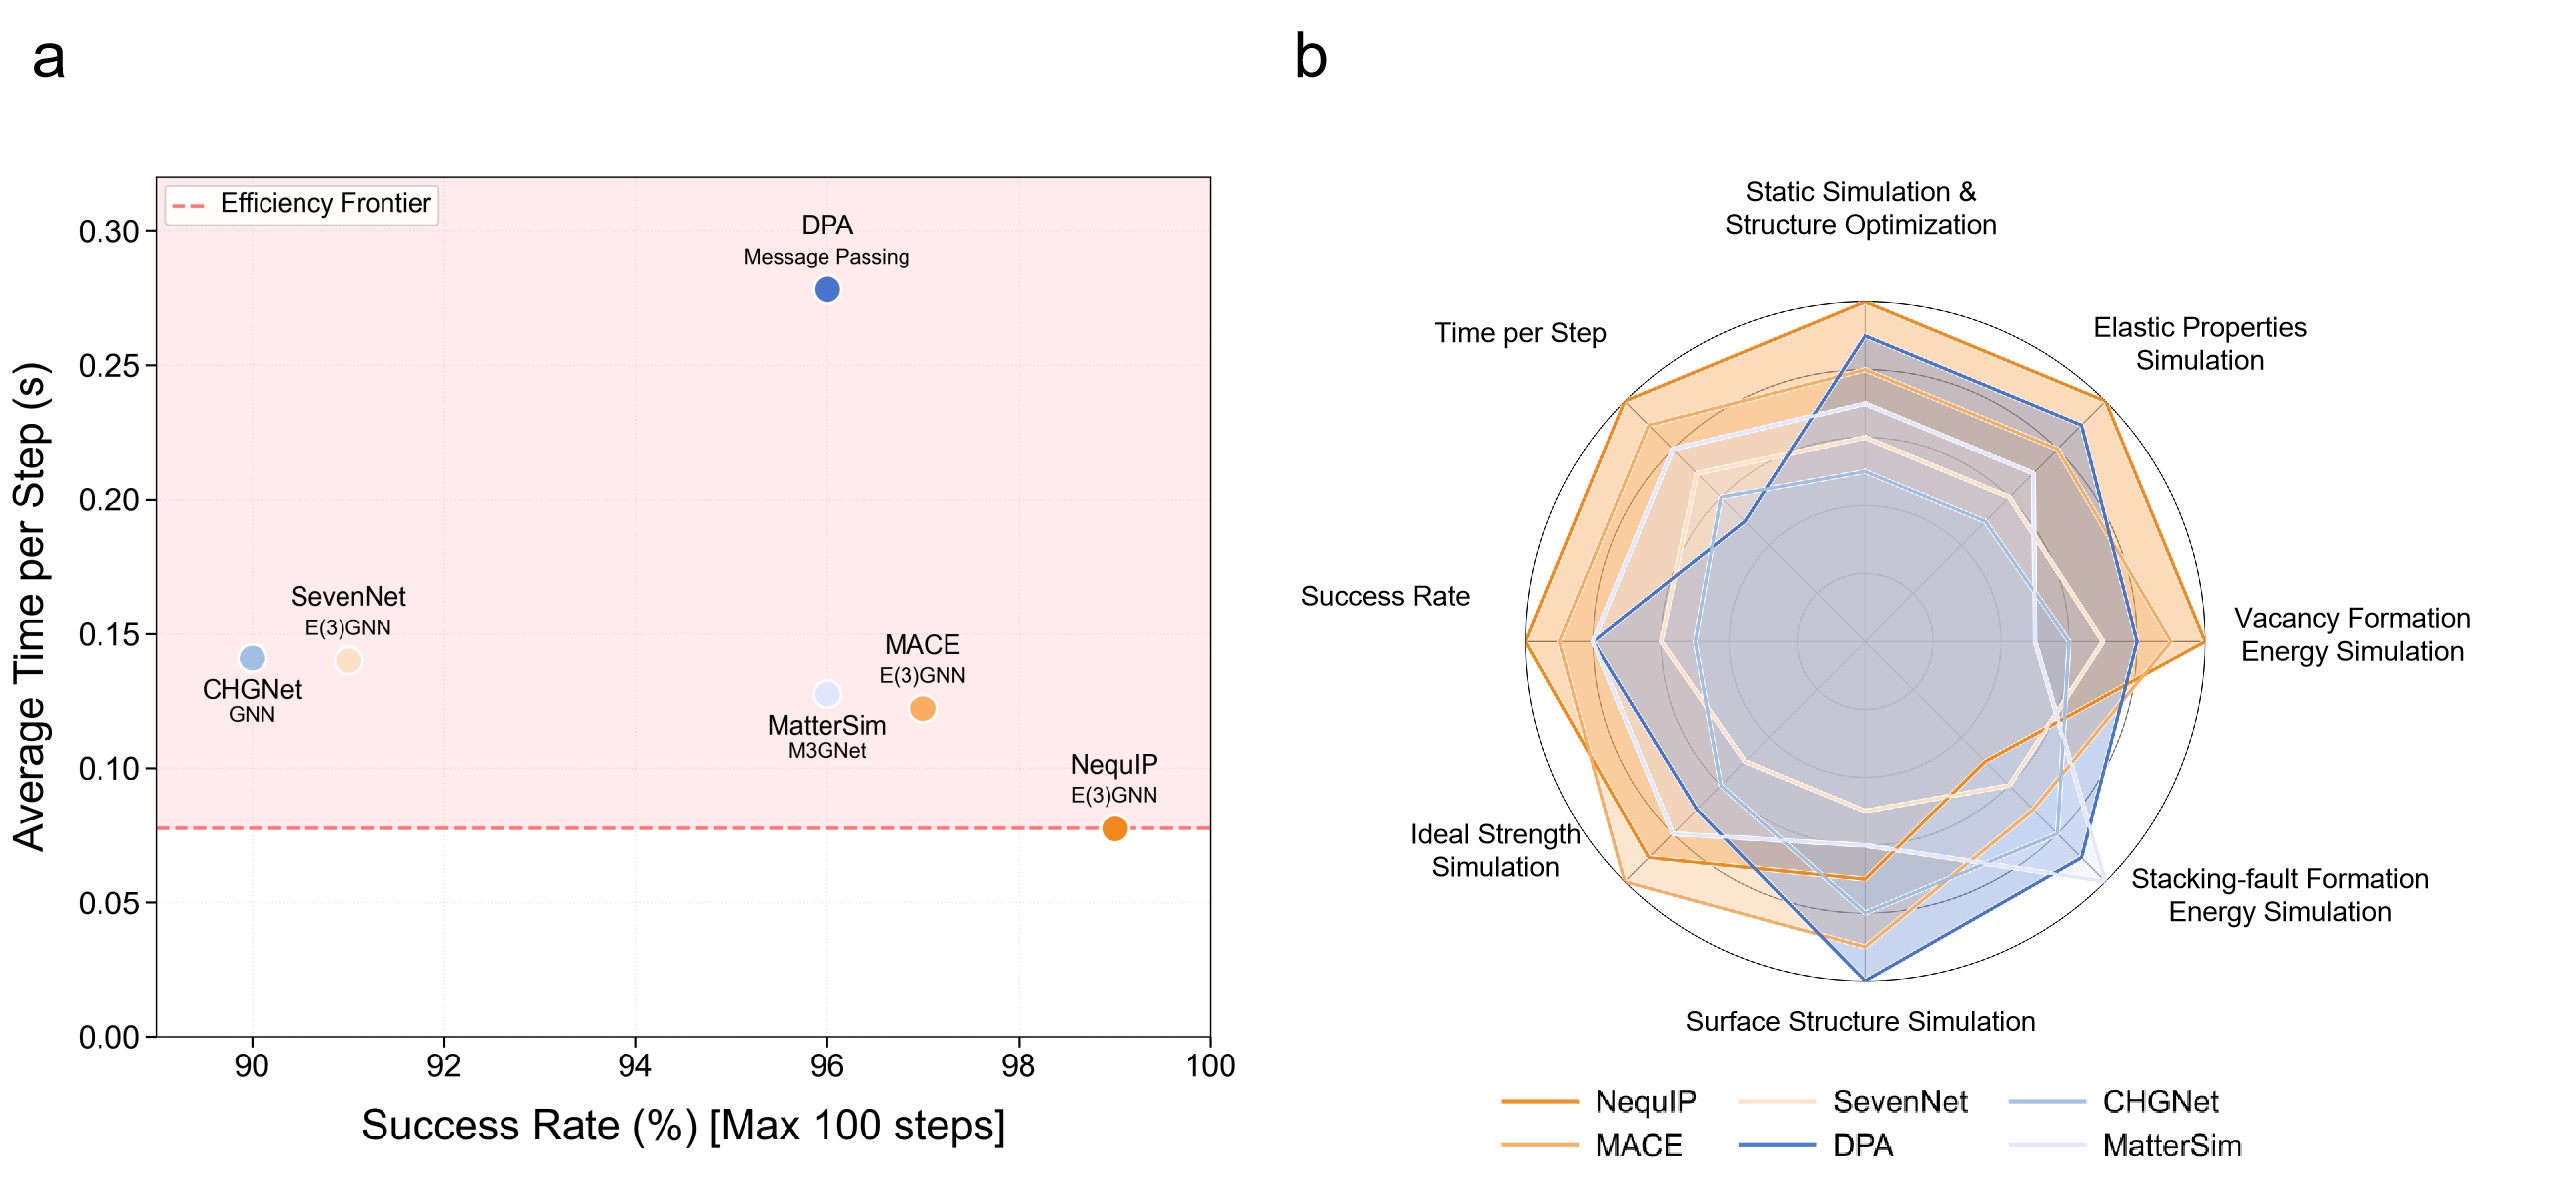 a
Efficiency Frontier
DPA
Message Passing
SevenNet
E(3)GNN
CHGNet
GNN
MACE
E(3)GNN
MatterSim
M3GNet
NequIP
E(3)GNN
0.30
0.25
0.20
0.15
0.10
0.05
0.00
Average Time per Step (s)
90
92
94
96
98
100
Success Rate (%) [Max 100 steps]
b
Static Simulation &
Structure Optimization
Time per Step
Elastic Properties
Simulation
Success Rate
Vacancy Formation
Energy Simulation
Ideal Strength
Simulation
Stacking-fault Formation
Energy Simulation
Surface Structure Simulation
NequIP
SevenNet
CHGNet
MACE
DPA
MatterSim